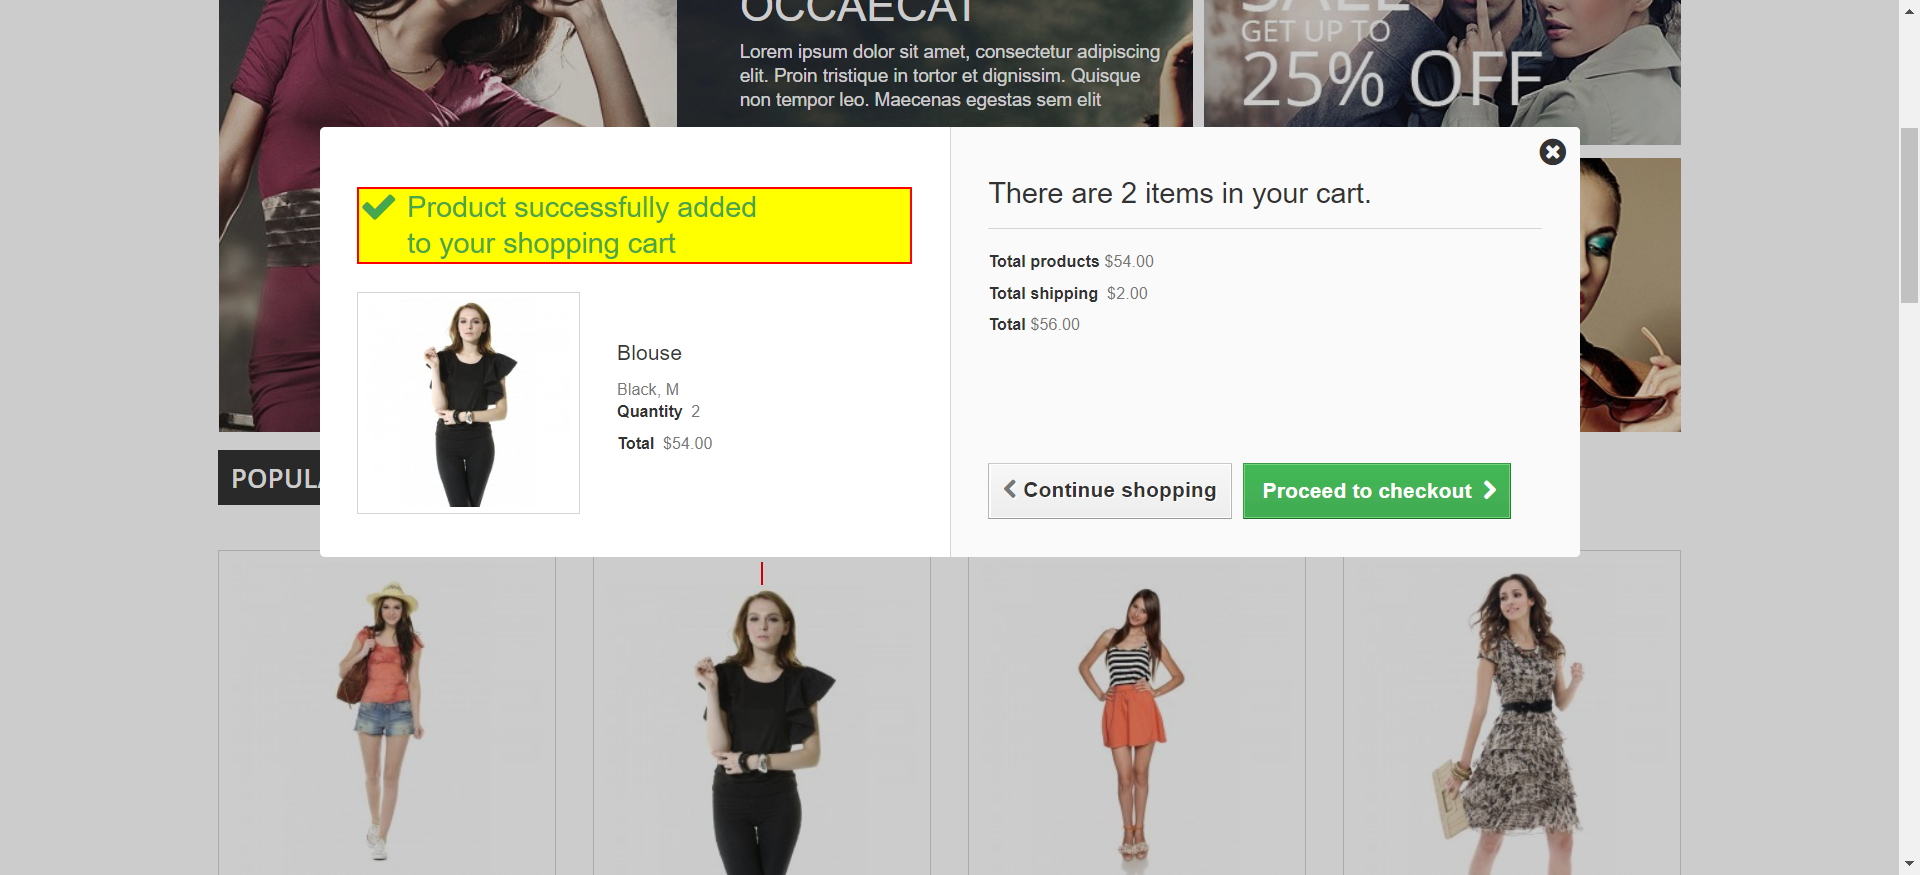 OCCAECAT
Lorem ipsum dolor sit amet, consectetur adipiscing
elit. Proin tristique in tortor et dignissim. Quisque
non tempor leo. Maecenas egestas sem elit
SALE
GET UP TO
25% OFF
Product successfully added
to your shopping cart
Blouse
Black, M
Quantity 2
Total $54.00
There are 2 items in your cart.
Total products $54.00
Total shipping $2.00
Total $56.00
Continue shopping
Proceed to checkout
POPULA